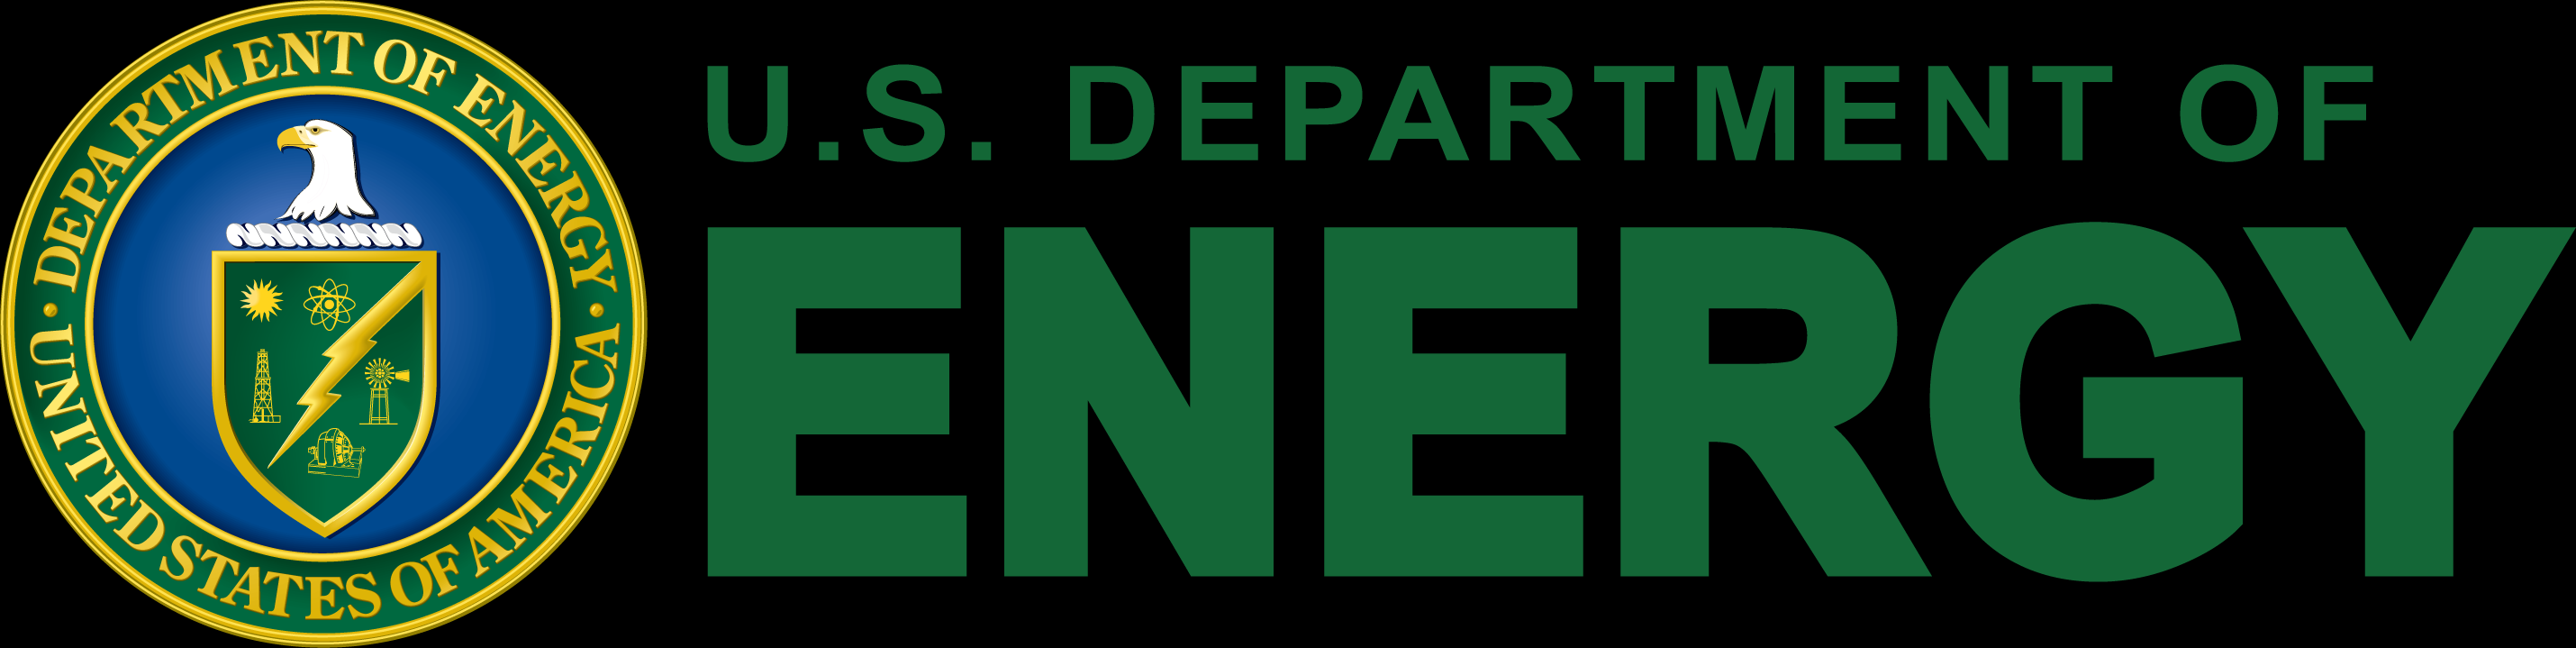 DEPARTMENT OF ENERGY
UNITED STATES OF AMERICA
U.S. DEPARTMENT OF
ENERGY